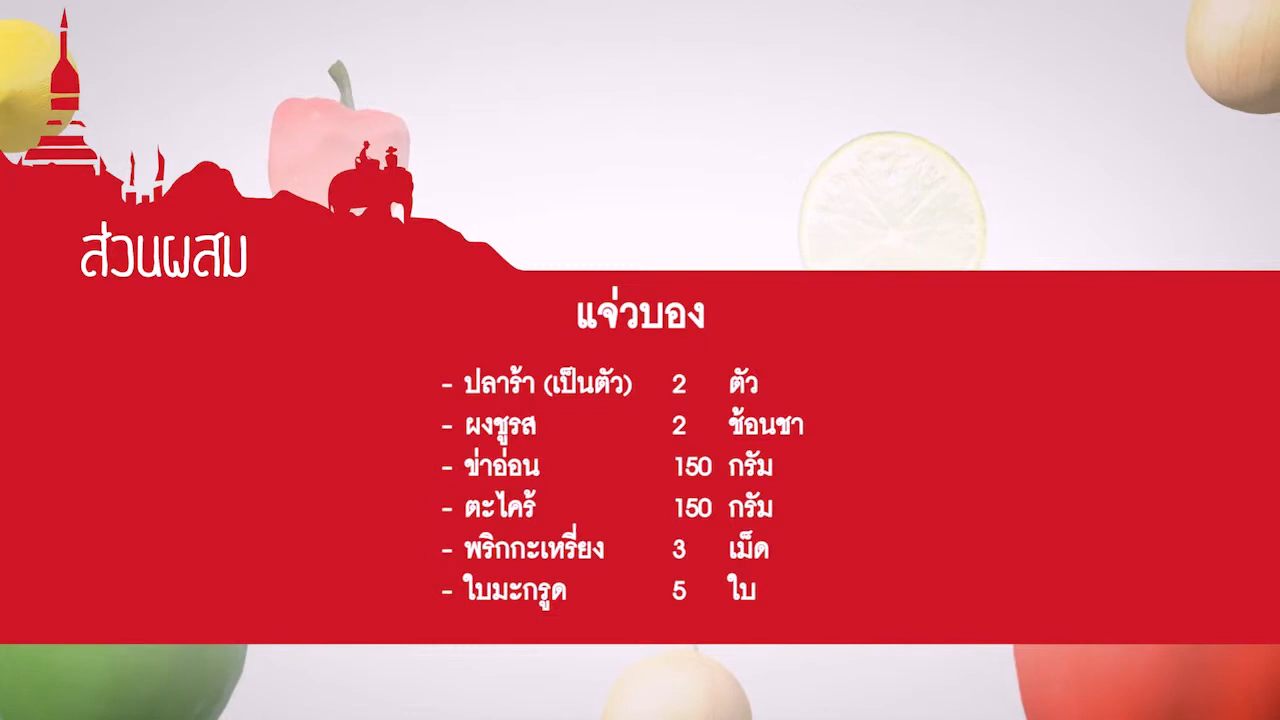 ส่วนผสม
แจ่วบอง
- ปลาร้า (เป็นตัว) 2 ตัว
- ผงชูรส 2 ช้อนชา
- ข่าอ่อน 150 กรัม
- ตะไคร้ 150 กรัม
- พริกกะเหรี่ยง 3 เม็ด
- ใบมะกรูด 5 ใบ